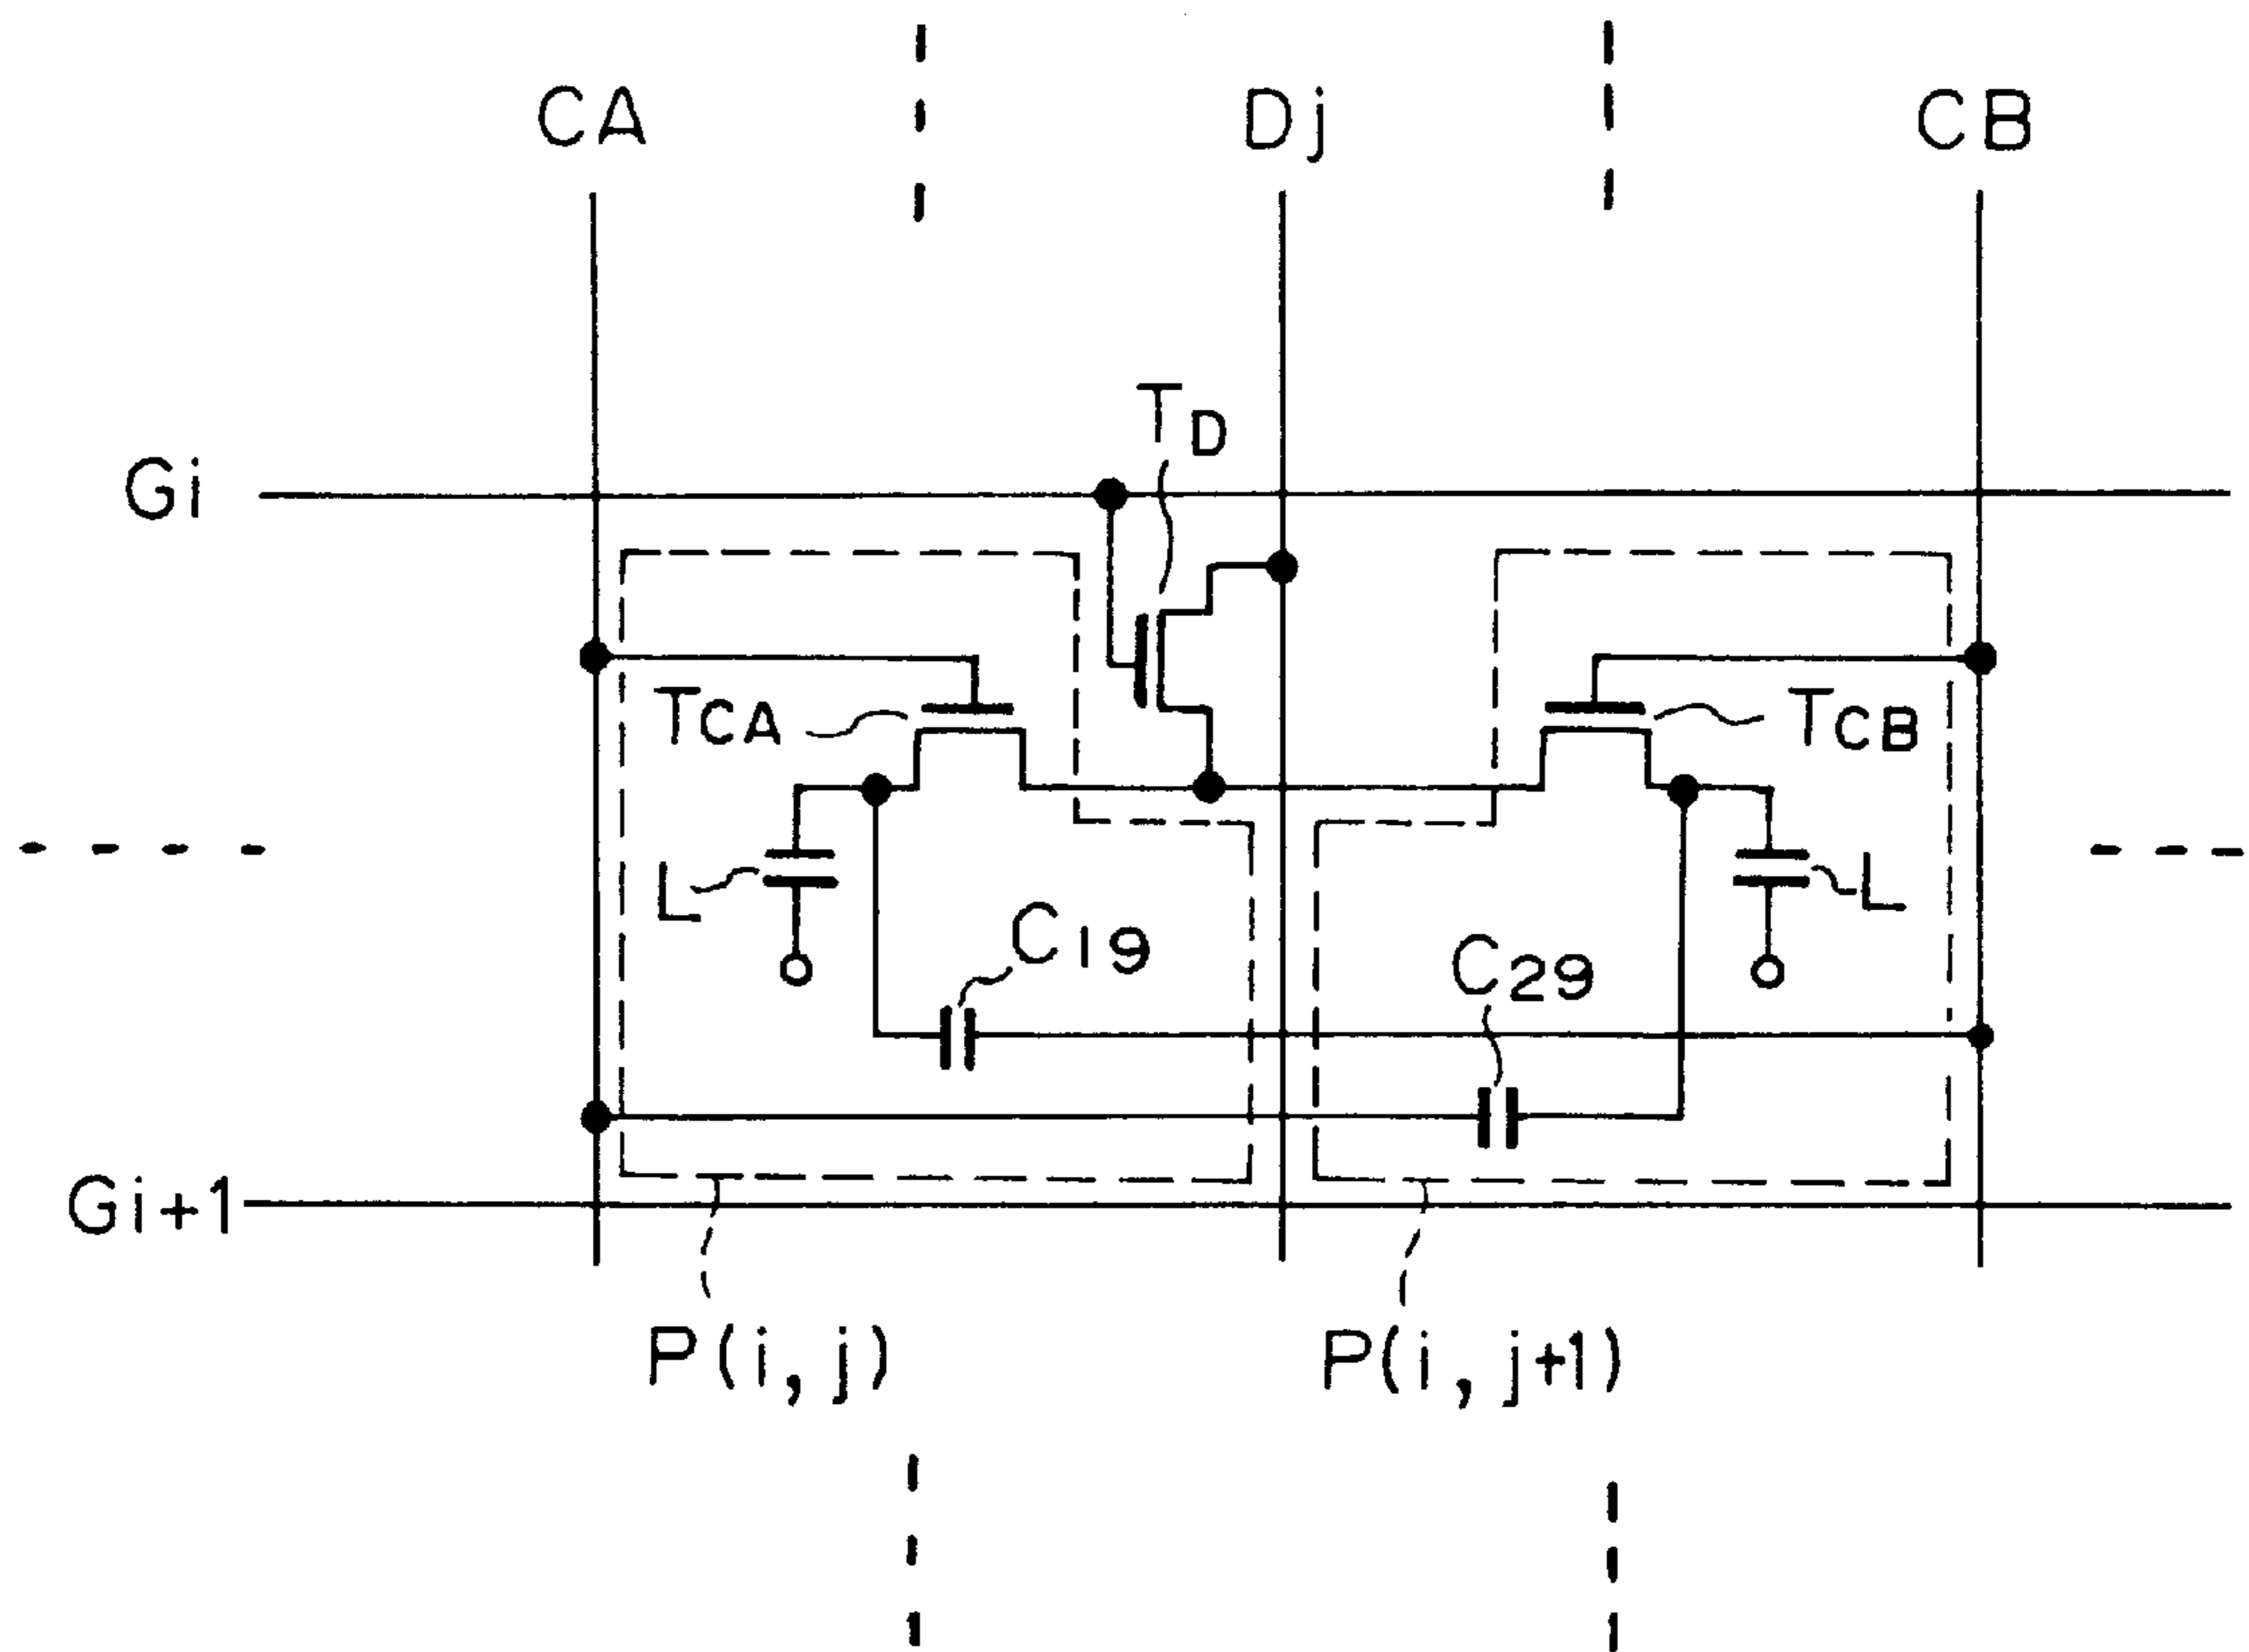 CA
Dj
CB
TD
Gi
TCA
TCB
L
L
C19
C29
Gi+1
P(i, j)
P(i, j+1)